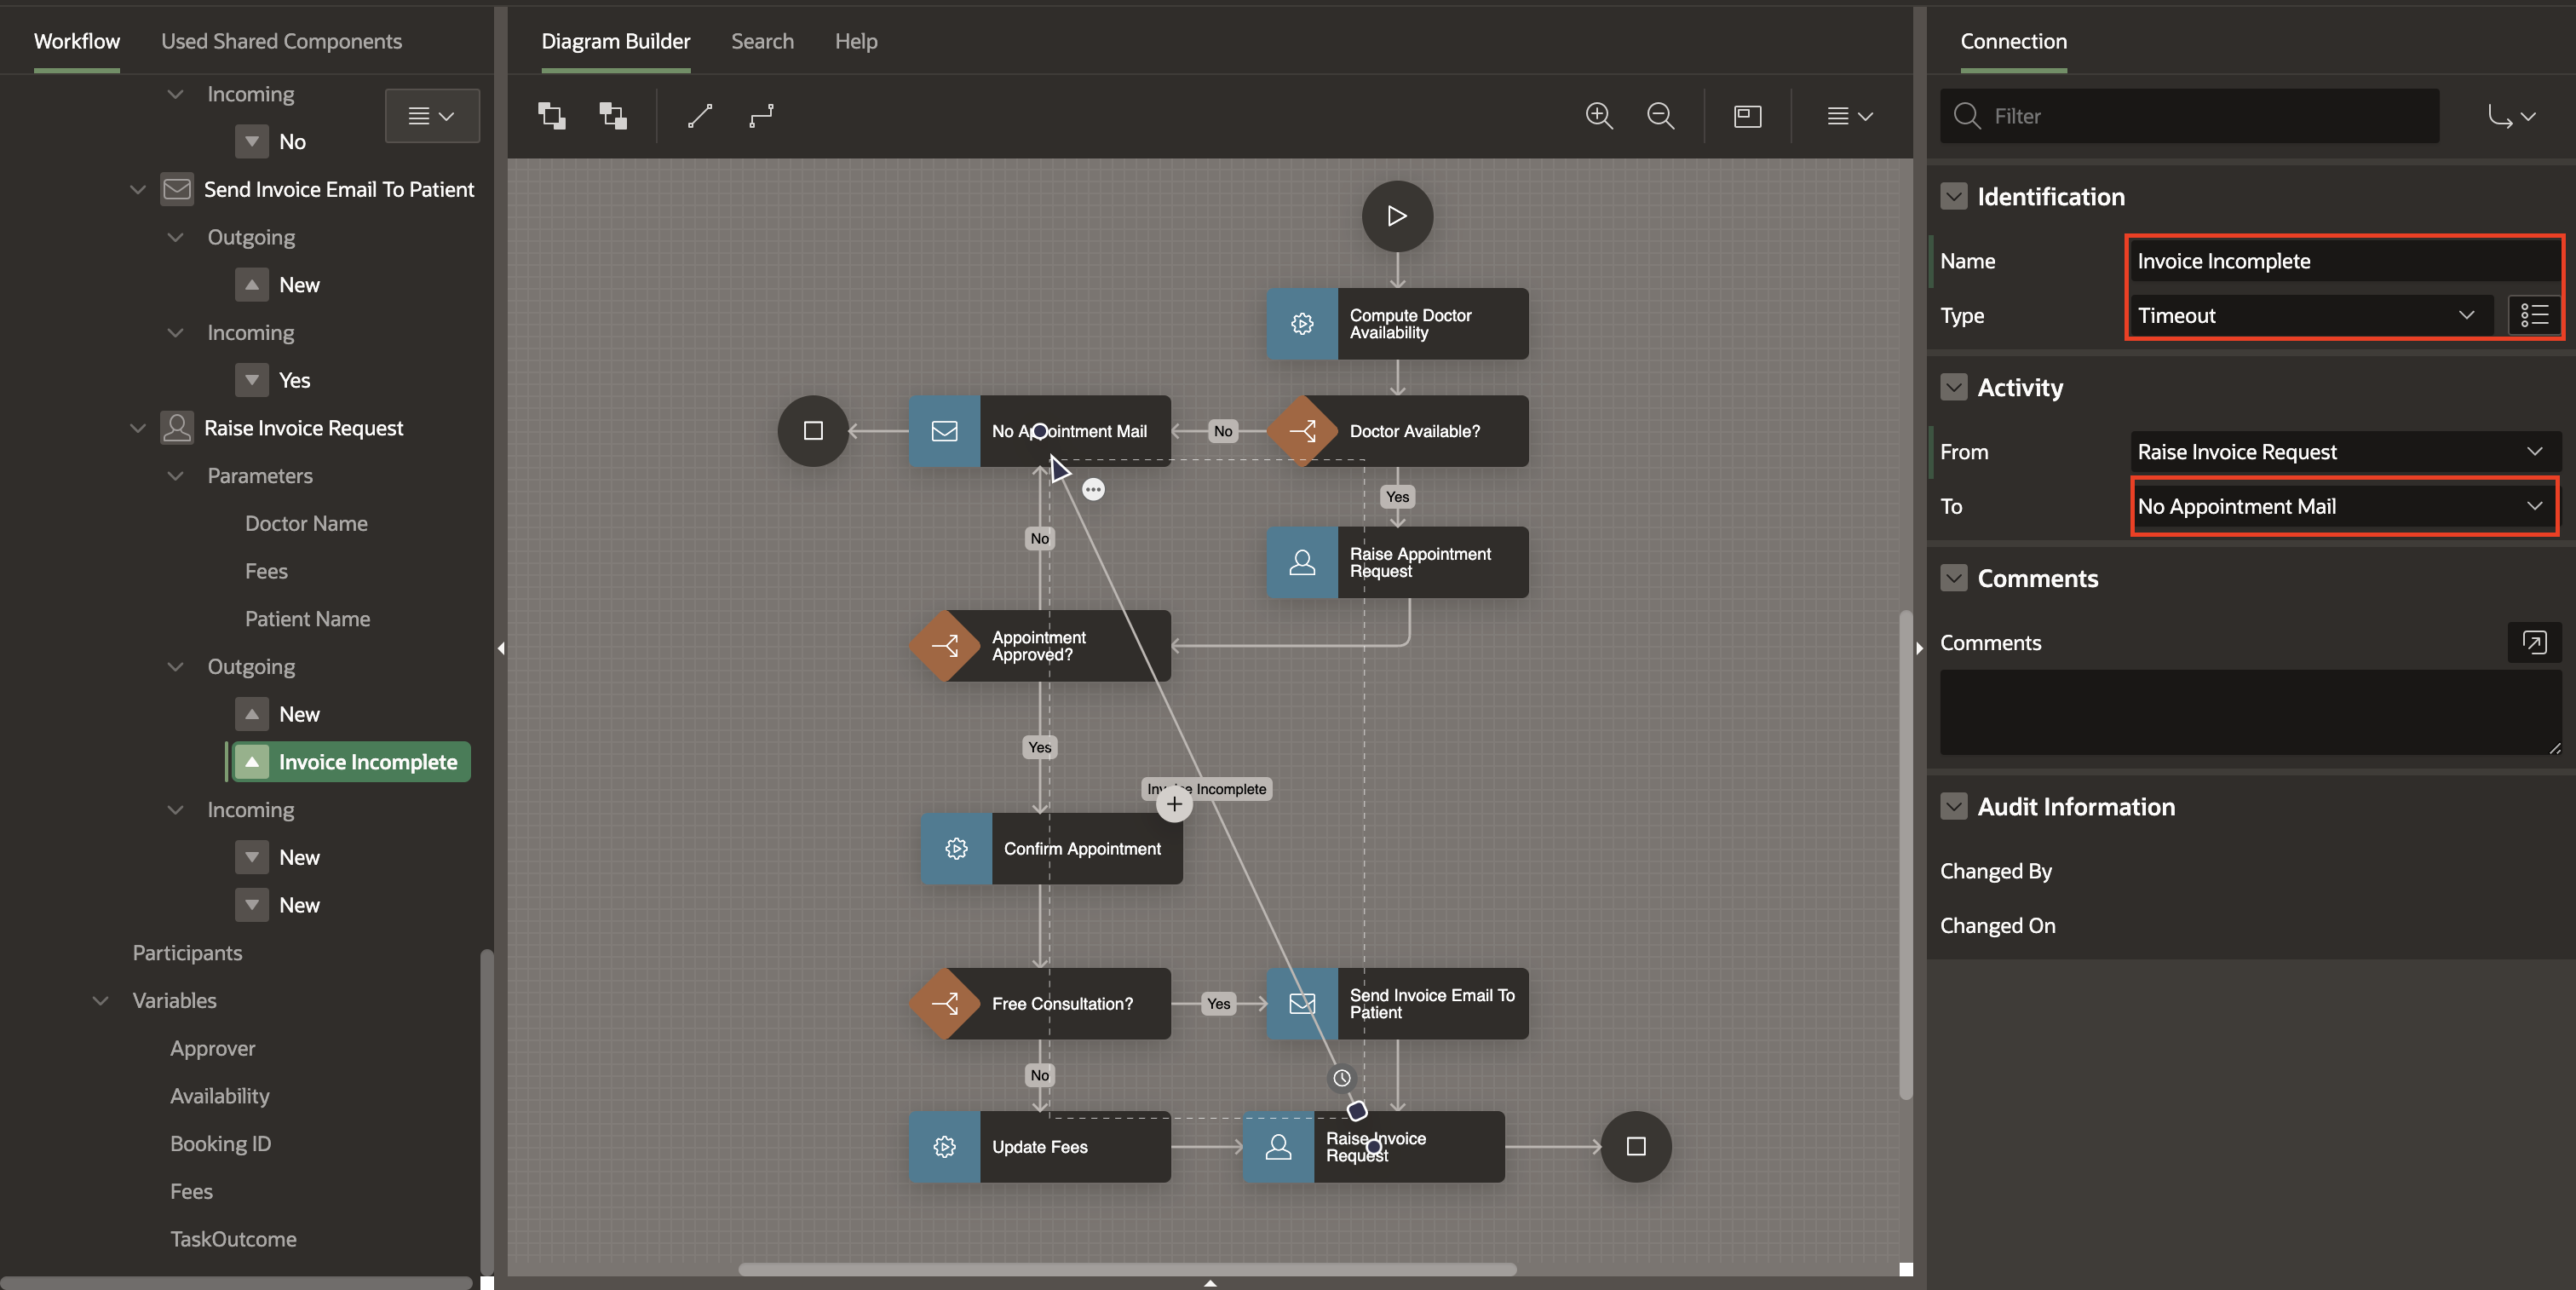 Workflow
Used Shared Components
Incoming
No
Send Invoice Email To Patient
Outgoing
New
Incoming
Yes
Raise Invoice Request
Parameters
Doctor Name
Fees
Patient Name
Outgoing
New
Invoice Incomplete
Incoming
New
New
Participants
Variables
Approver
Availability
Booking ID
Fees
TaskOutcome
Diagram Builder
Search
Help
Compute Doctor
Availability
No Appointment Mail
No
Doctor Available?
Yes
Raise Appointment
Request
No
Appointment
Approved?
Yes
Invoice Incomplete
Confirm Appointment
Free Consultation?
Yes
Send Invoice Email To
Patient
No
Update Fees
Raise Invoice
Request
Connection
Filter
Identification
Name
Invoice Incomplete
Type
Timeout
Activity
From
Raise Invoice Request
To
No Appointment Mail
Comments
Comments
Audit Information
Changed By
Changed On